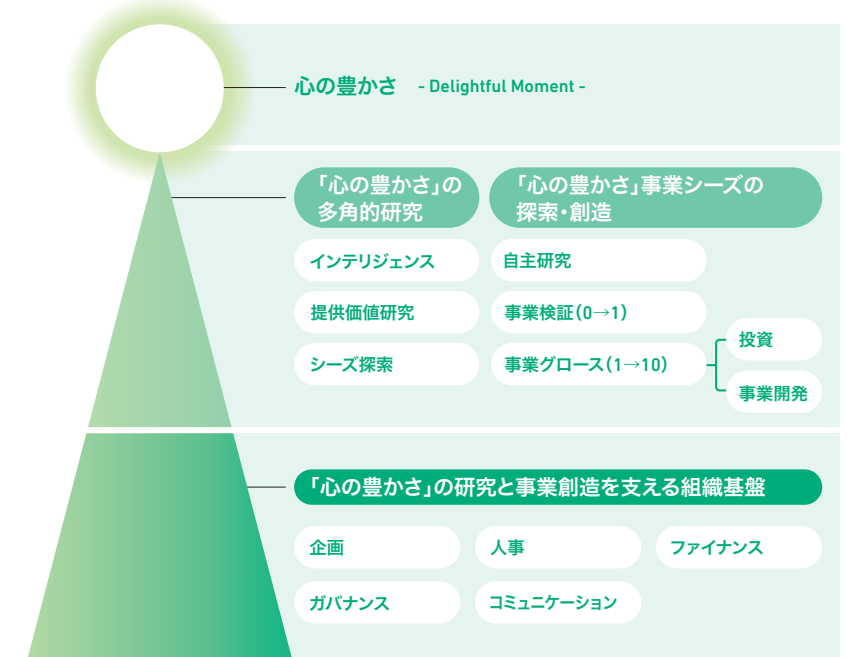 心の豊かさ - Delightful Moment -
「心の豊かさ」の
多角的研究
インテリジェンス
提供価値研究
シーズ探索
「心の豊かさ」事業シーズの
探索・創造
自主研究
事業検証（0→1）
事業グロース（1→10）
投資
事業開発
「心の豊かさ」の研究と事業創造を支える組織基盤
企画
人事
ファイナンス
ガバナンス
コミュニケーション